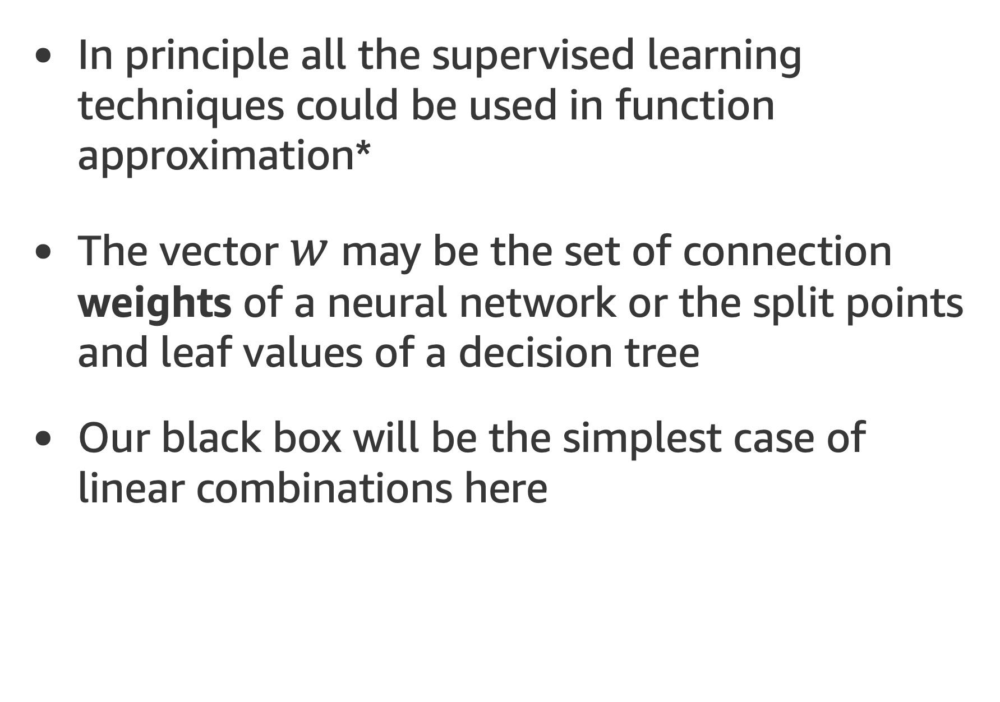 • In principle all the supervised learning
techniques could be used in function
approximation*
• The vector w may be the set of connection
weights of a neural network or the split points
and leaf values of a decision tree
• Our black box will be the simplest case of
linear combinations here